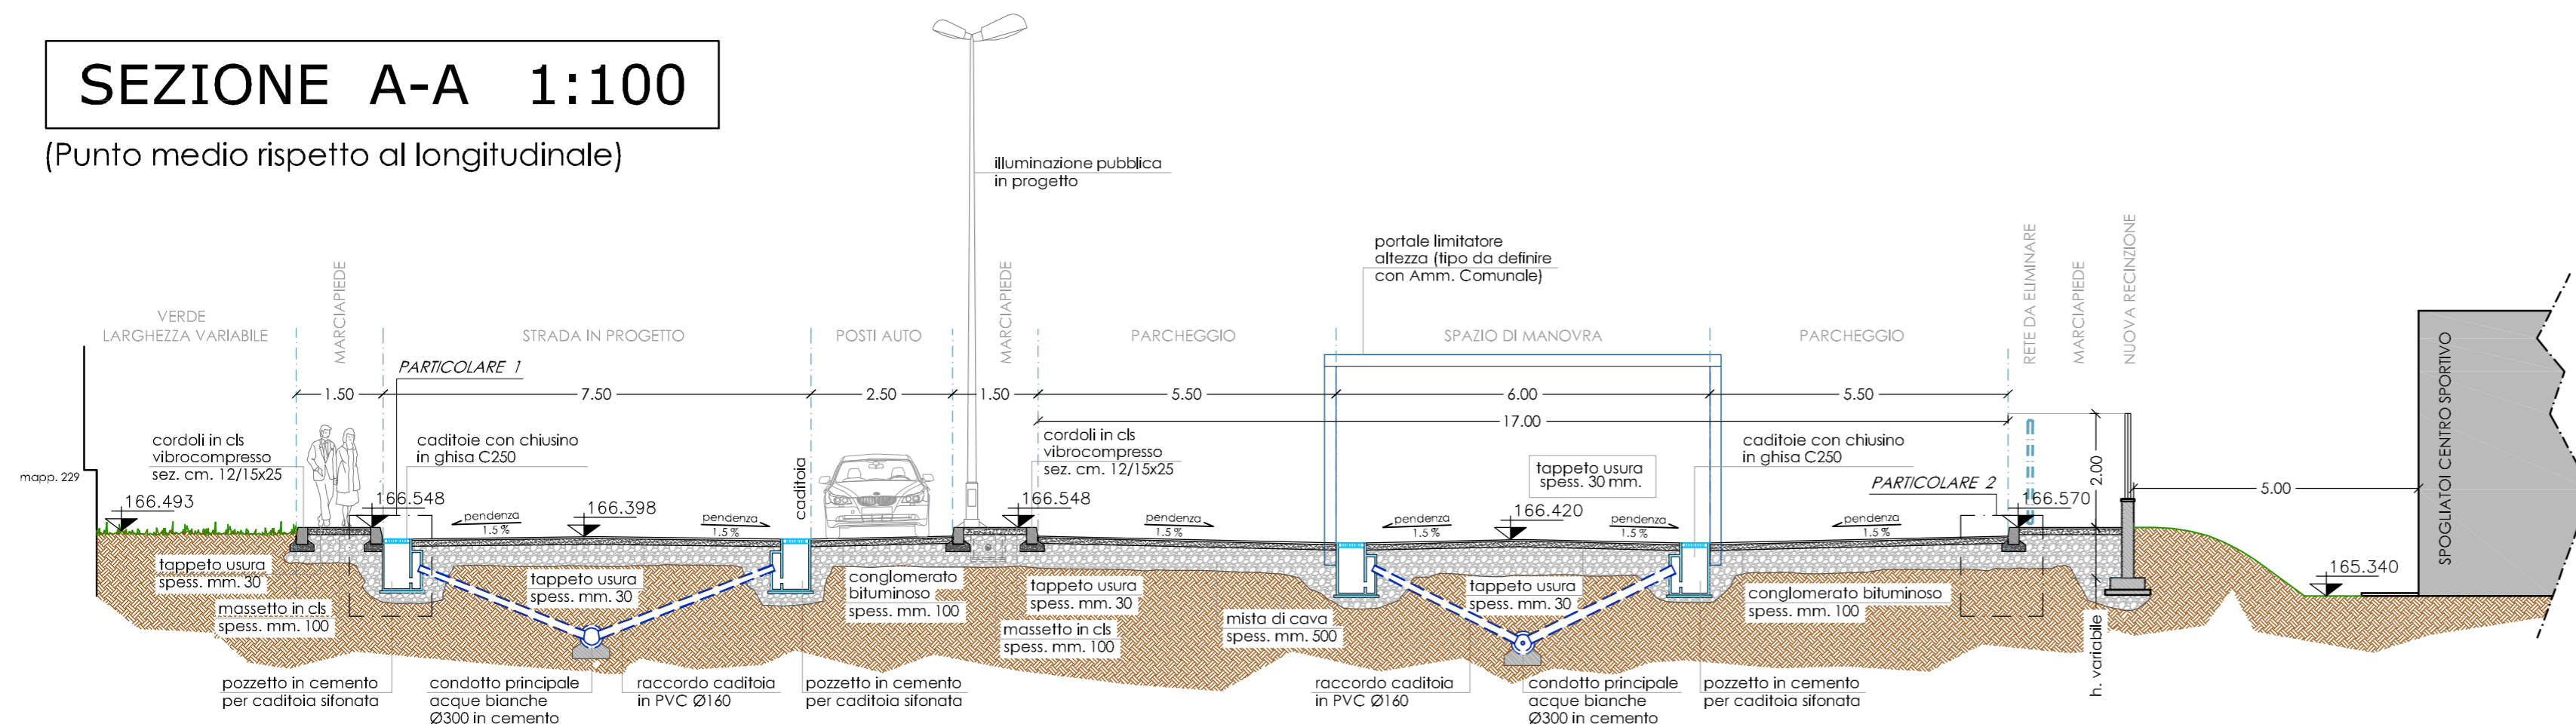 SEZIONE A-A 1:100
(Punto medio rispetto al longitudinale)
illuminazione pubblica
in progetto
portale limitatore
altezza (tipo da definire
con Amm. Comunale)
VERDE
LARGHEZZA VARIABILE
MARCIAPIEDE
STRADA IN PROGETTO
POSTI AUTO
MARCIAPIEDE
PARCHEGGIO
SPAZIO DI MANOVRA
PARCHEGGIO
RETE DA ELIMINARE
MARCIAPIEDE
NUOVA RECINZIONE
SPOGLIATOI CENTRO SPORTIVO
PARTICOLARE 1
1.50
7.50
2.50
1.50
5.50
6.00
5.50
17.00
cordoli in cls
vibrocompresso
sez. cm. 12/15x25
caditoie con chiusino
in ghisa C250
caditoia
cordoli in cls
vibrocompresso
sez. cm. 12/15x25
tappeto usura
spess. 30 mm.
caditoie con chiusino
in ghisa C250
PARTICOLARE 2
2.00
5.00
mapp. 229
166.493
166.548
166.398
166.548
166.420
166.570
165.340
pendenza
1.5%
pendenza
1.5%
pendenza
1.5%
pendenza
1.5%
pendenza
1.5%
pendenza
1.5%
tappeto usura
spess. mm. 30
massetto in cls
spess. mm. 100
tappeto usura
spess. mm. 30
conglomerato
bituminoso
spess. mm. 100
tappeto usura
spess. mm. 30
massetto in cls
spess. mm. 100
mista di cava
spess. mm. 500
tappeto usura
spess. mm. 30
conglomerato bituminoso
spess. mm. 100
h. variabile
pozzetto in cemento
per caditoia sifonata
condotto principale
acque bianche
Ø300 in cemento
raccordo caditoia
in PVC Ø160
pozzetto in cemento
per caditoia sifonata
raccordo caditoia
in PVC Ø160
condotto principale
acque bianche
Ø300 in cemento
pozzetto in cemento
per caditoia sifonata